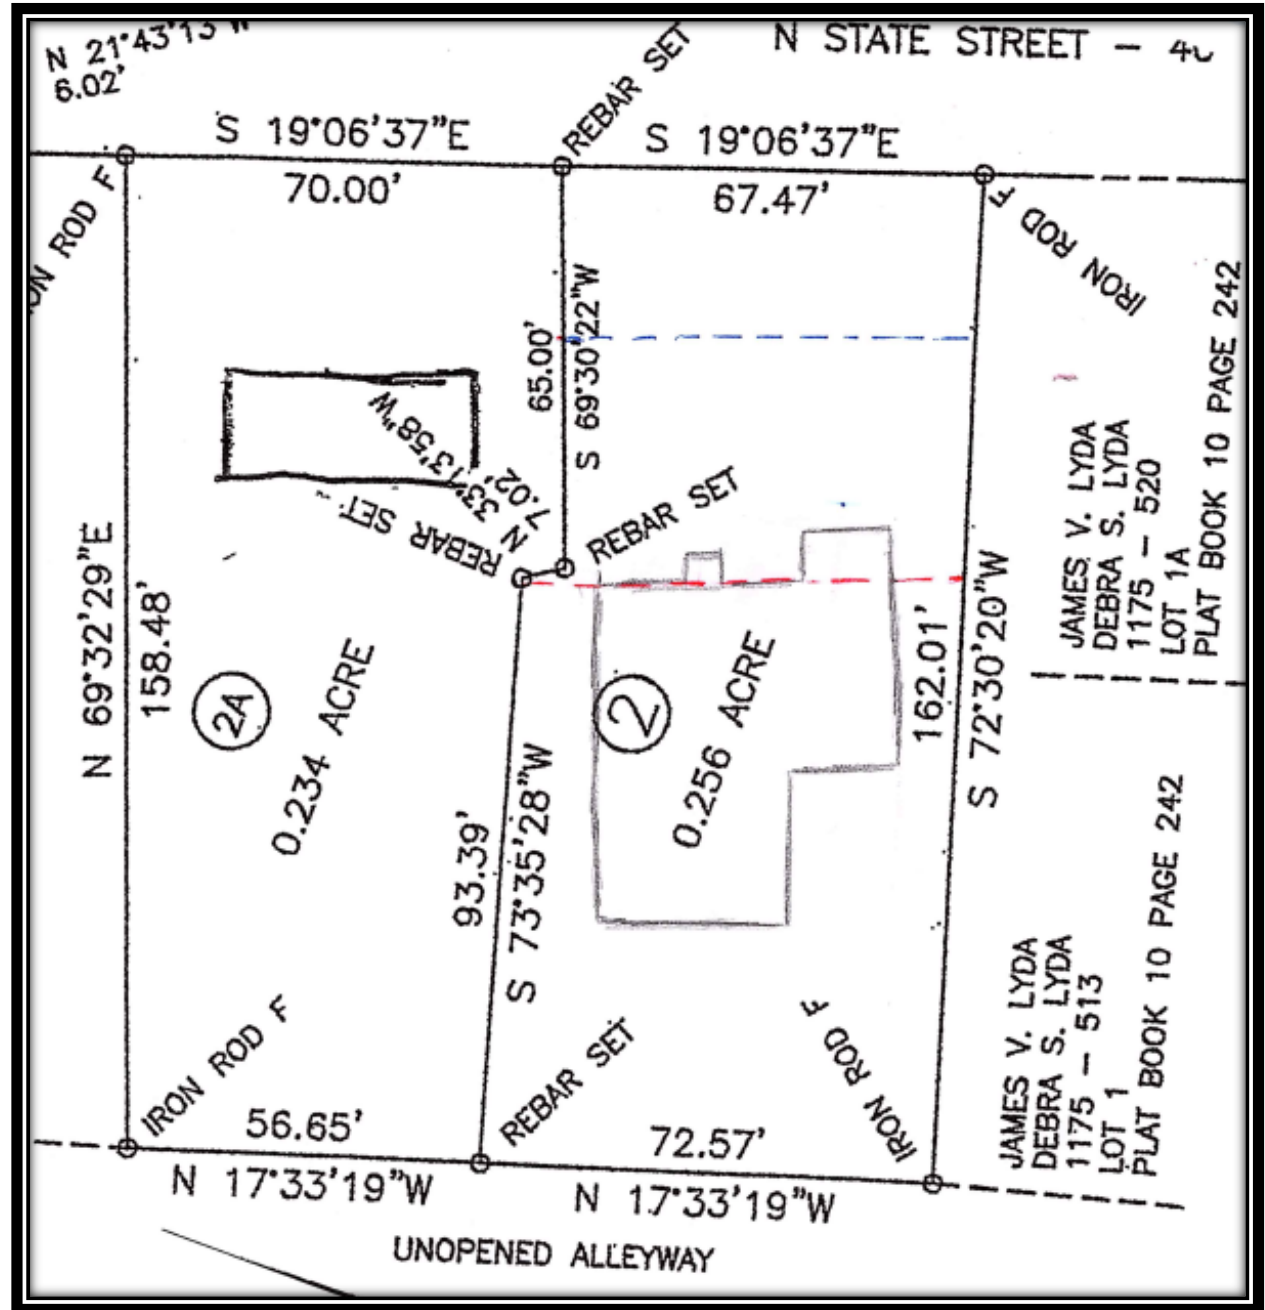 N 21°43'13"W
6.02'
N STATE STREET -
REBAR SET
S 19°06'37"E
S 19°06'37"E
70.00'
67.47'
IRON ROD F
IRON ROD F
65.00'
S 69°30'22"W
N 33°13'58"W
7.02'
REBAR SET
REBAR SET
N 69°32'29"E
158.48'
2A
0.234 ACRE
2
0.256 ACRE
162.01'
S 72°30'20"W
JAMES V. LYDA
DEBRA S. LYDA
1175 - 520
LOT 1A
PLAT BOOK 10 PAGE 242
93.39'
S 73°35'28"W
JAMES V. LYDA
DEBRA S. LYDA
1175 - 513
LOT 1
PLAT BOOK 10 PAGE 242
IRON ROD F
REBAR SET
IRON ROD F
56.65'
72.57'
N 17°33'19"W
N 17°33'19"W
UNOPENED ALLEYWAY